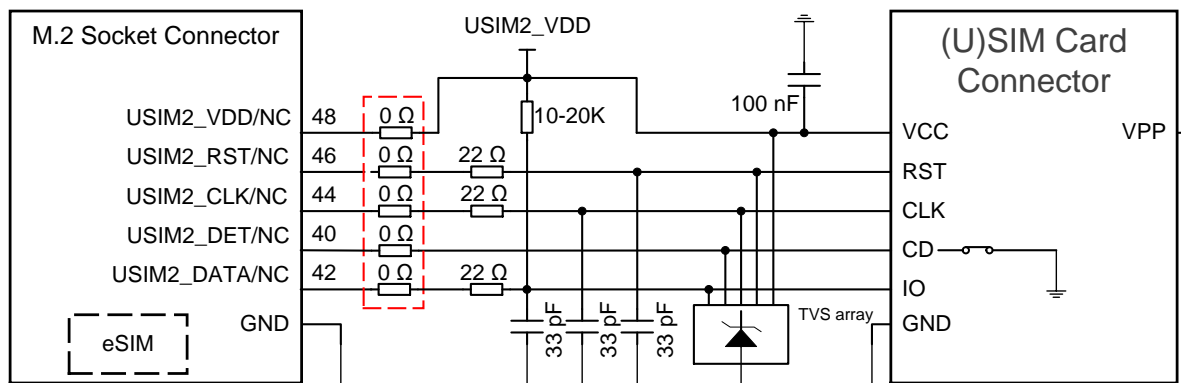 M.2 Socket Connector
USIM2_VDD
(U)SIM Card
Connector
100 nF
10-20K
USIM2_VDD/NC 48 0 Ω VCC VPP
USIM2_RST/NC 46 0 Ω 22 Ω RST
USIM2_CLK/NC 44 0 Ω 22 Ω CLK
USIM2_DET/NC 40 0 Ω CD
USIM2_DATA/NC 42 0 Ω 22 Ω IO
GND 33 pF 33 pF 33 pF TVS array GND
eSIM